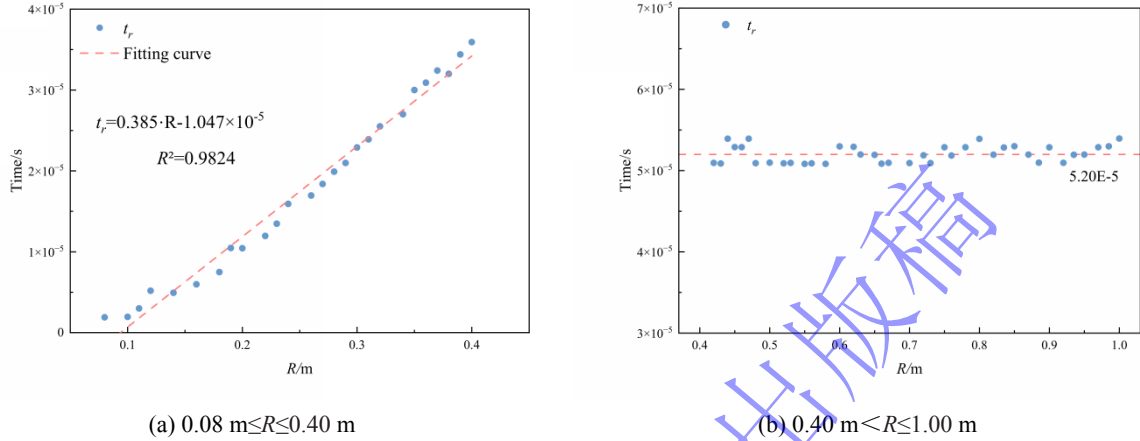 t_r
Fitting curve
t_r=0.385·R-1.047×10⁻⁵
R²=0.9824
Time/s
4×10⁻⁵
3×10⁻⁵
2×10⁻⁵
1×10⁻⁵
0
0.1 0.2 0.3 0.4
R/m
(a) 0.08 m≤R≤0.40 m
t_r
Time/s
7×10⁻⁵
6×10⁻⁵
5×10⁻⁵
4×10⁻⁵
3×10⁻⁵
5.20E-5
0.4 0.5 0.6 0.7 0.8 0.9 1.0
R/m
(b) 0.40 m<R≤1.00 m
出版稿